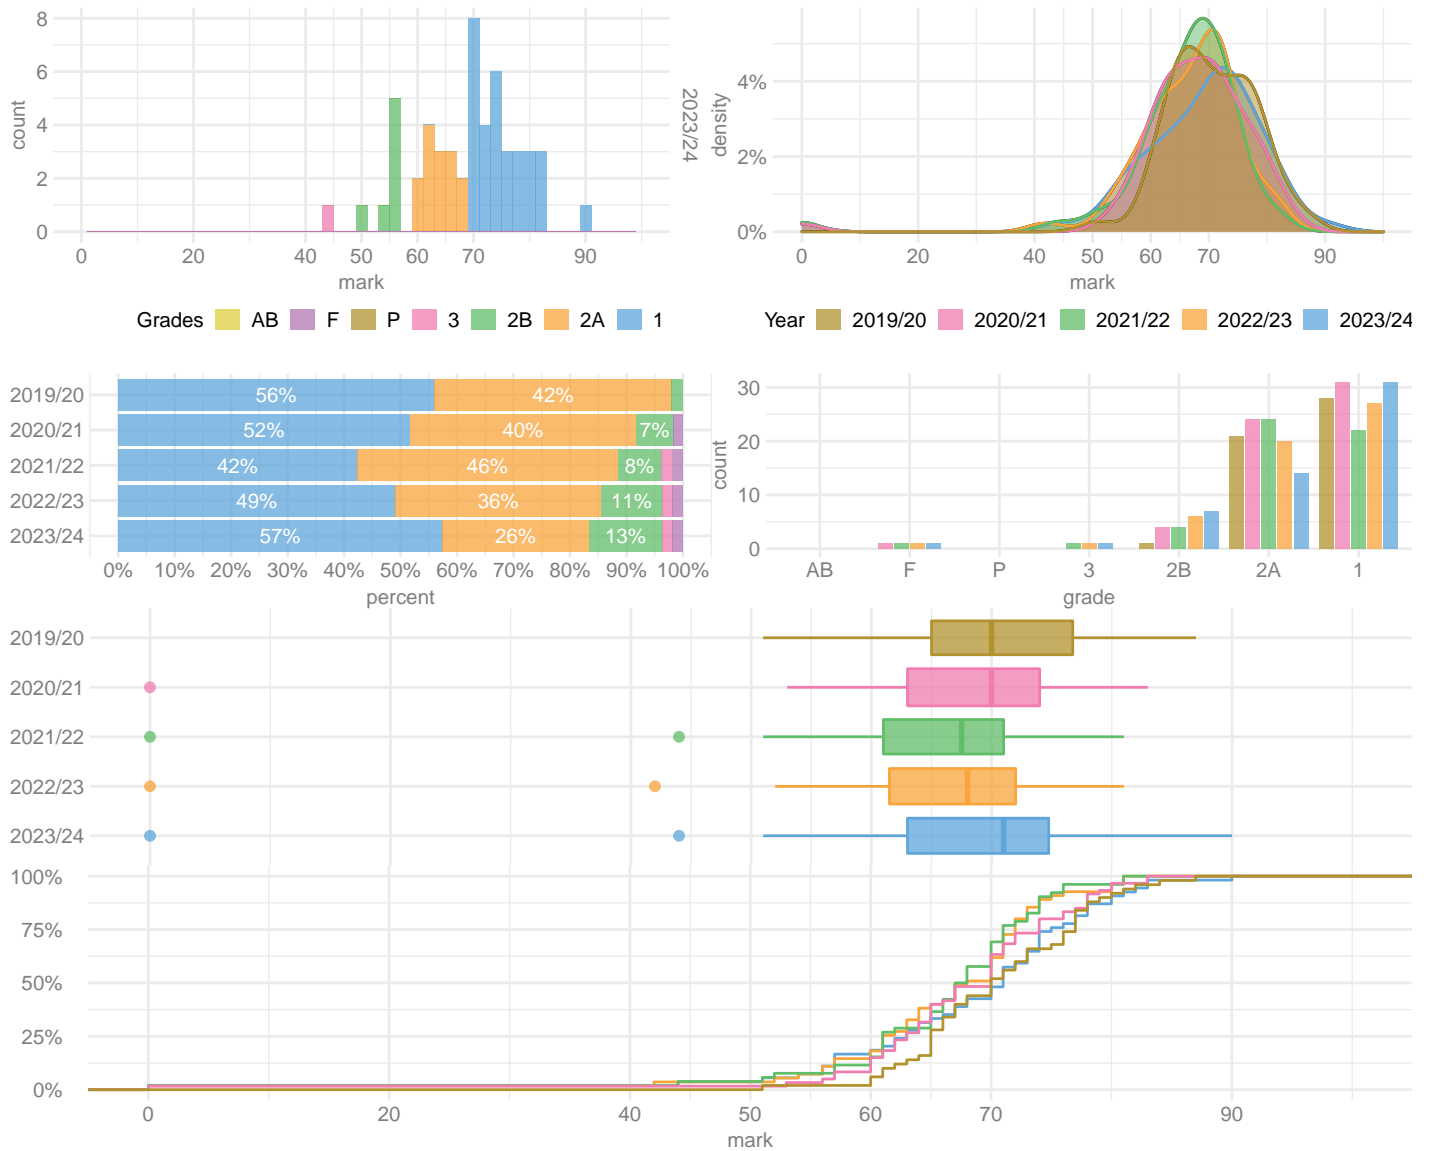 8
6
4
2
0
count
0 20 40 50 60 70 90
mark
2023/24
4%
2%
0%
density
0 20 40 50 60 70 90
mark
Grades AB F P 3 2B 2A 1
Year 2019/20 2020/21 2021/22 2022/23 2023/24
2019/20 56% 42%
2020/21 52% 40% 7%
2021/22 42% 46% 8%
2022/23 49% 36% 11%
2023/24 57% 26% 13%
0% 10% 20% 30% 40% 50% 60% 70% 80% 90% 100%
percent
30
20
10
0
count
AB F P 3 2B 2A 1
grade
2019/20
2020/21
2021/22
2022/23
2023/24
100%
75%
50%
25%
0%
0 20 40 50 60 70 90
mark